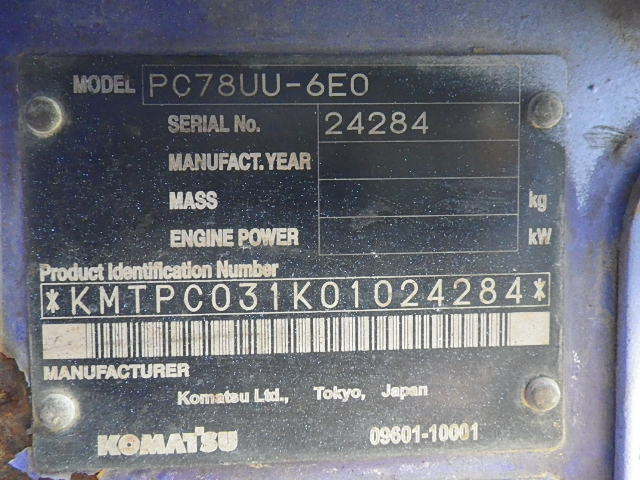 MODEL PC78UU-6E0
SERIAL No. 24284
MANUFACT. YEAR
MASS kg
ENGINE POWER kW
Product Identification Number
*KMTPC031K01024284*
MANUFACTURER
Komatsu Ltd., Tokyo, Japan
KOMATSU 09601-10001